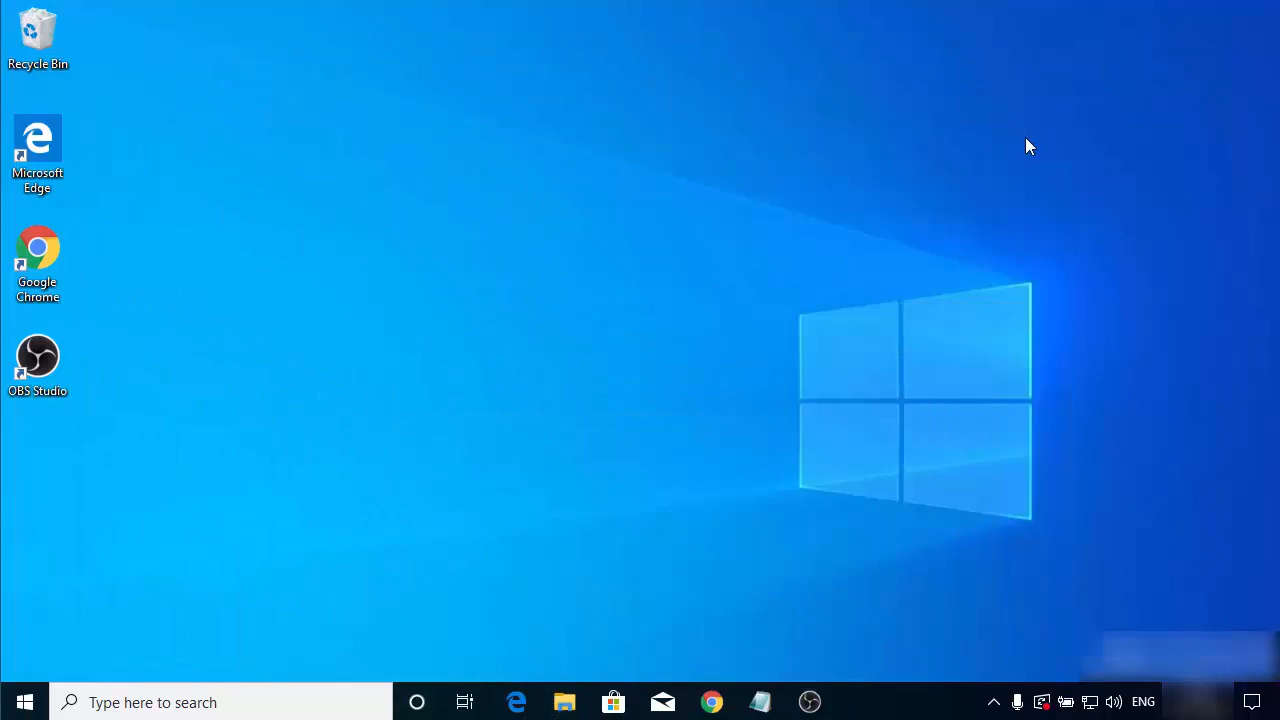 Recycle Bin
Microsoft
Edge
Google
Chrome
OBS Studio
Type here to search
ENG